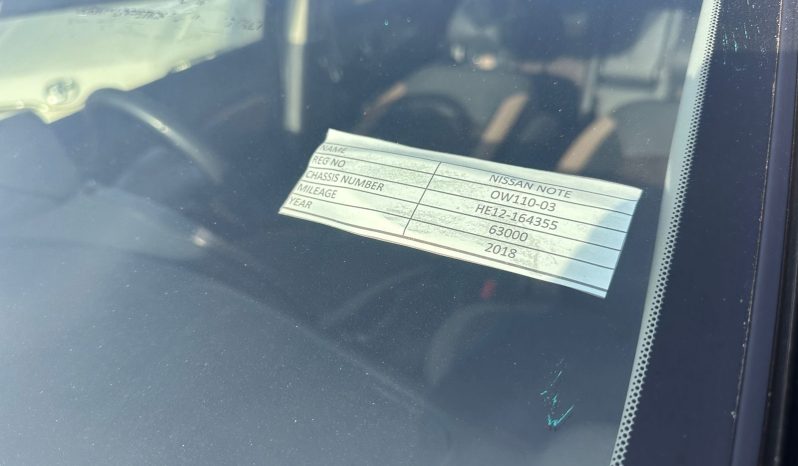 NAME NISSAN NOTE
REG NO OW110-03
CHASSIS NUMBER HE12-164355
MILEAGE 63000
YEAR 2018